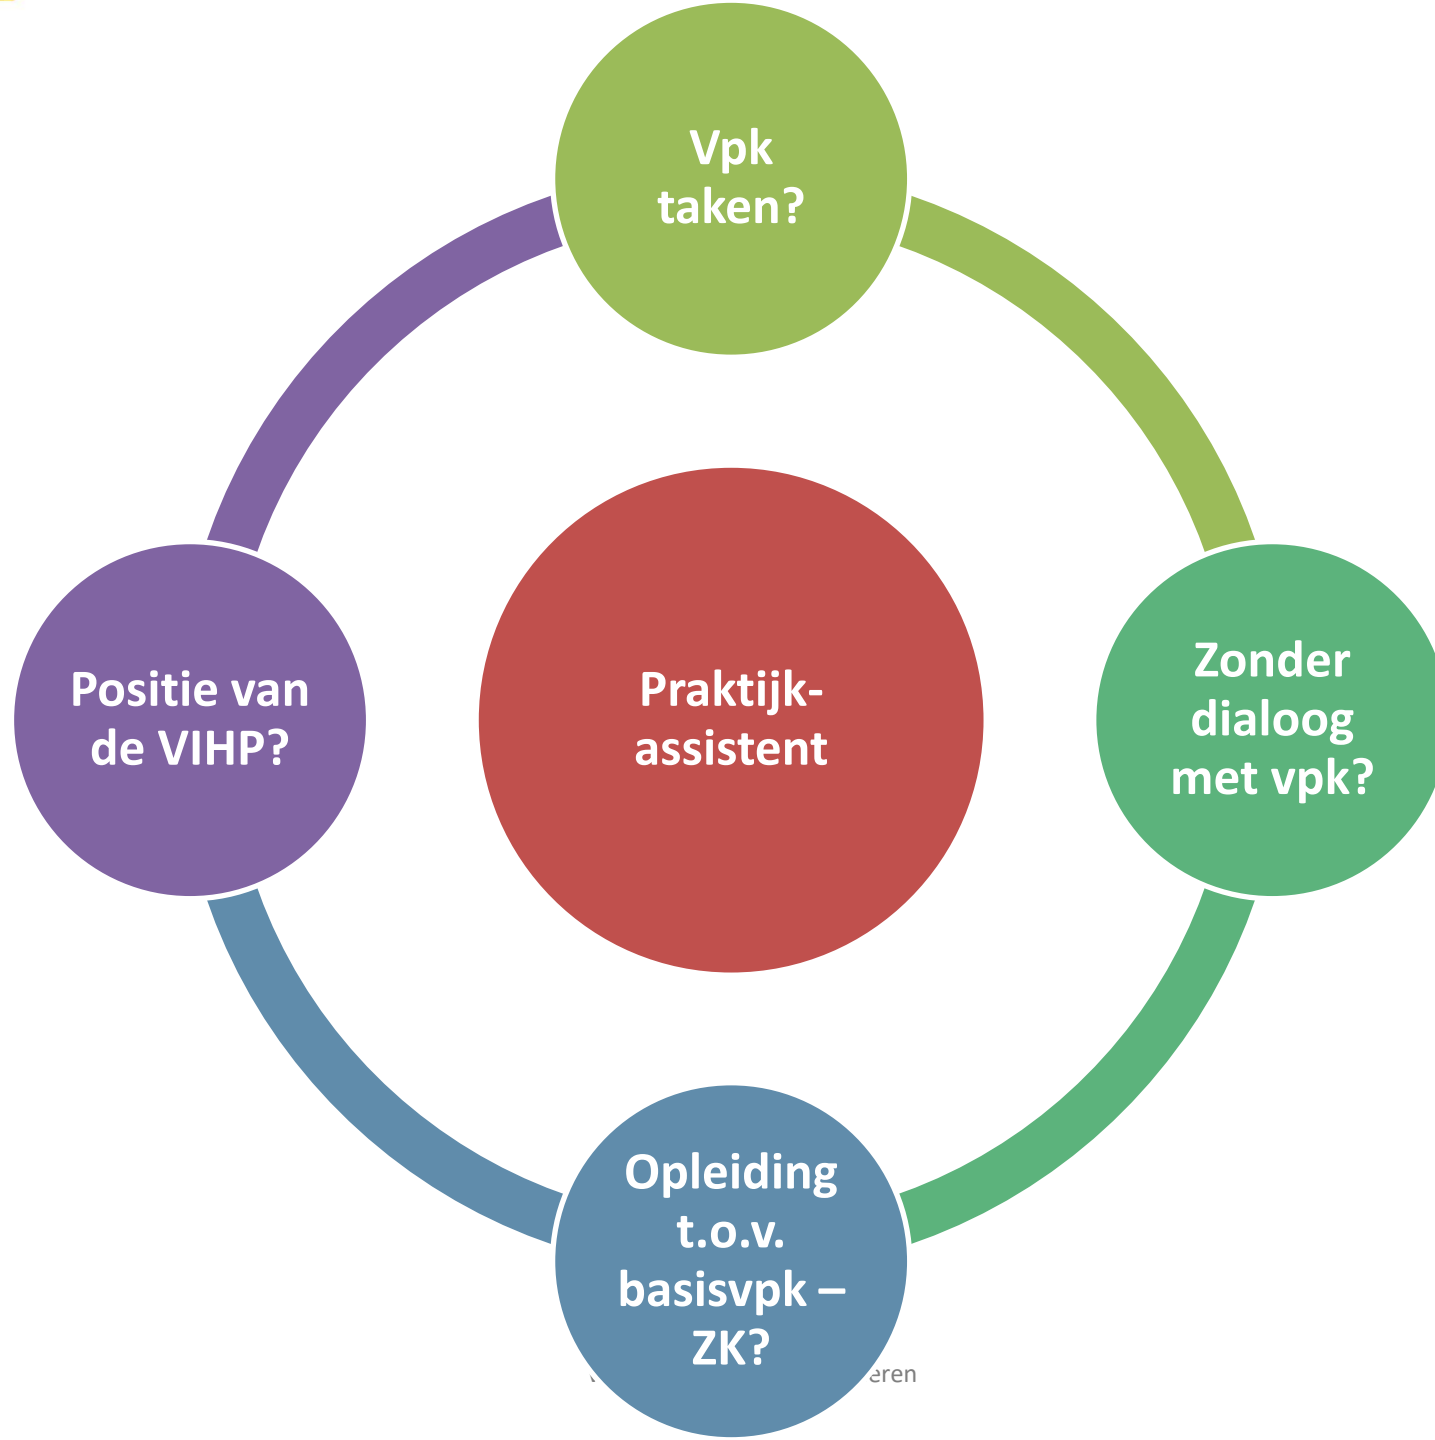 Vpk
taken?
Positie van
de VIHP?
Praktijk-
assistent
Zonder
dialoog
met vpk?
Opleiding
t.o.v.
basisvpk –
ZK?